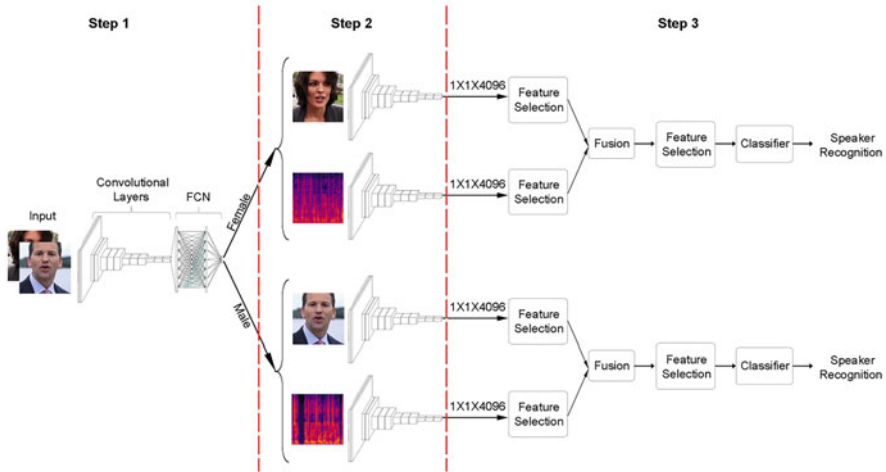 Step 1
Step 2
Step 3
Input
Convolutional
Layers
FCN
Female
Male
1X1X4096
Feature
Selection
1X1X4096
Feature
Selection
Fusion
Feature
Selection
Classifier
Speaker
Recognition
1X1X4096
Feature
Selection
1X1X4096
Feature
Selection
Fusion
Feature
Selection
Classifier
Speaker
Recognition